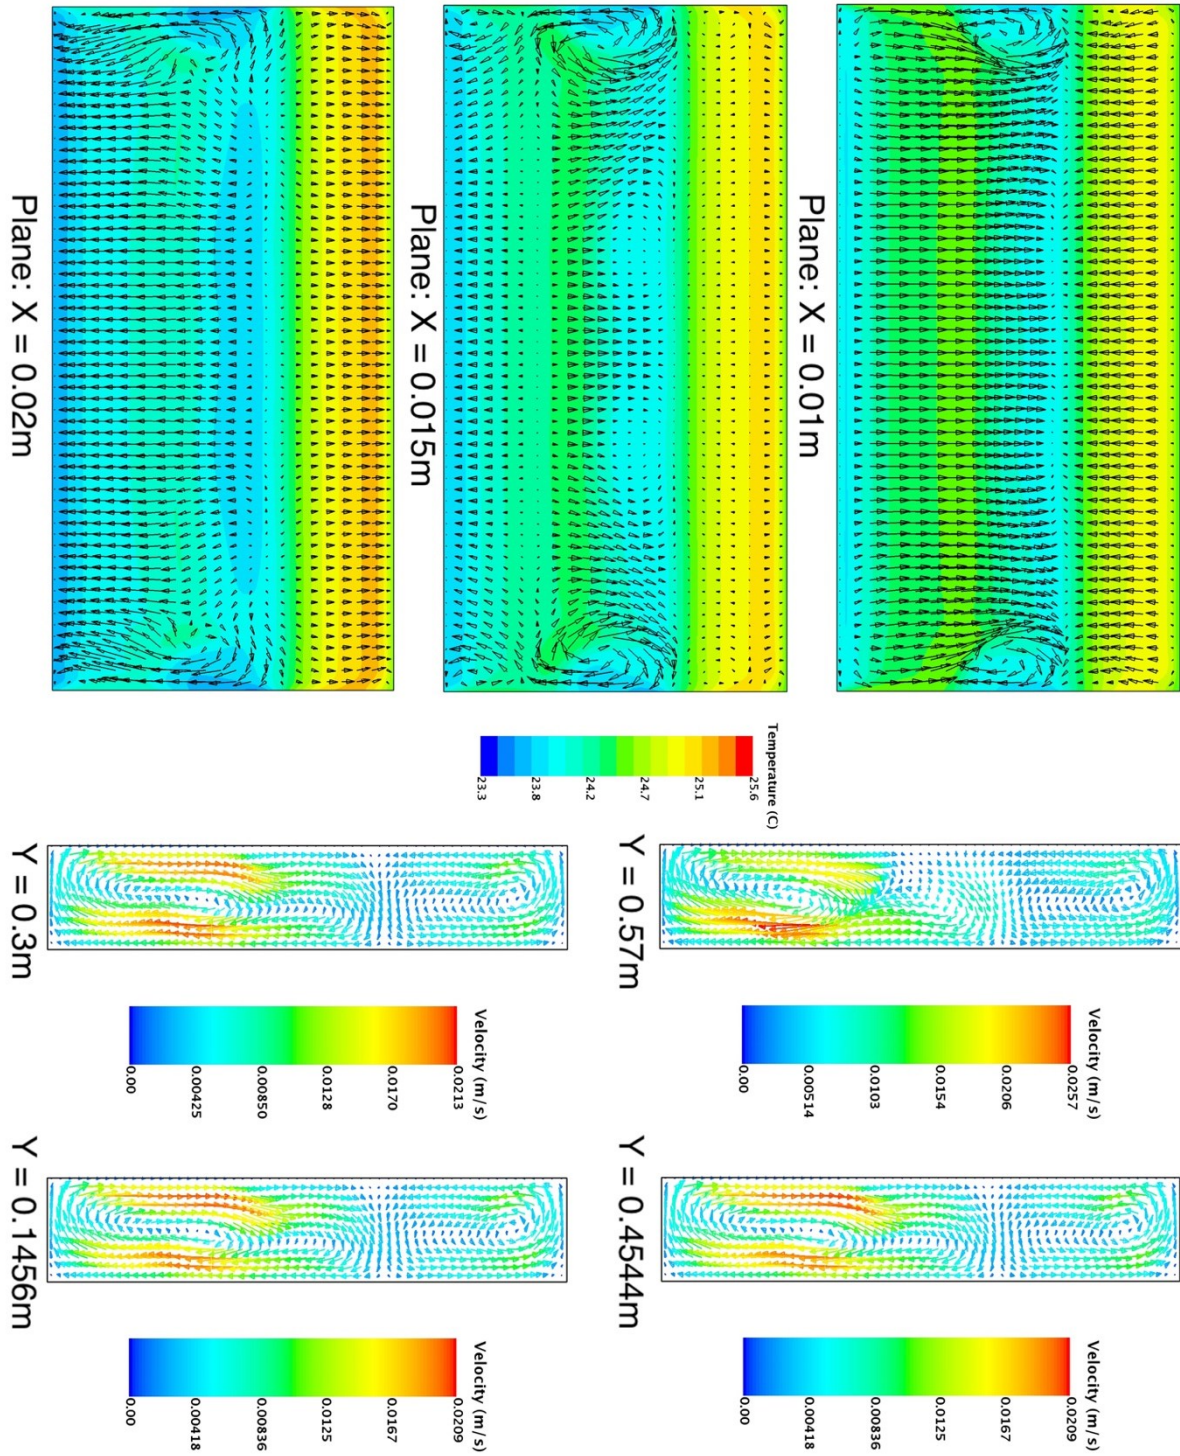 Plane: X = 0.01m
Plane: X = 0.015m
Plane: X = 0.02m
Temperature (C)
23.3
23.8
24.2
24.7
25.1
25.6
Y = 0.57m
Velocity (m/s)
0.00
0.00514
0.0103
0.0154
0.0206
0.0257
Y = 0.4544m
Velocity (m/s)
0.00
0.00418
0.00836
0.0125
0.0167
0.0209
Y = 0.3m
Velocity (m/s)
0.00
0.00425
0.00850
0.0128
0.0170
0.0213
Y = 0.1456m
Velocity (m/s)
0.00
0.00418
0.00836
0.0125
0.0167
0.0209